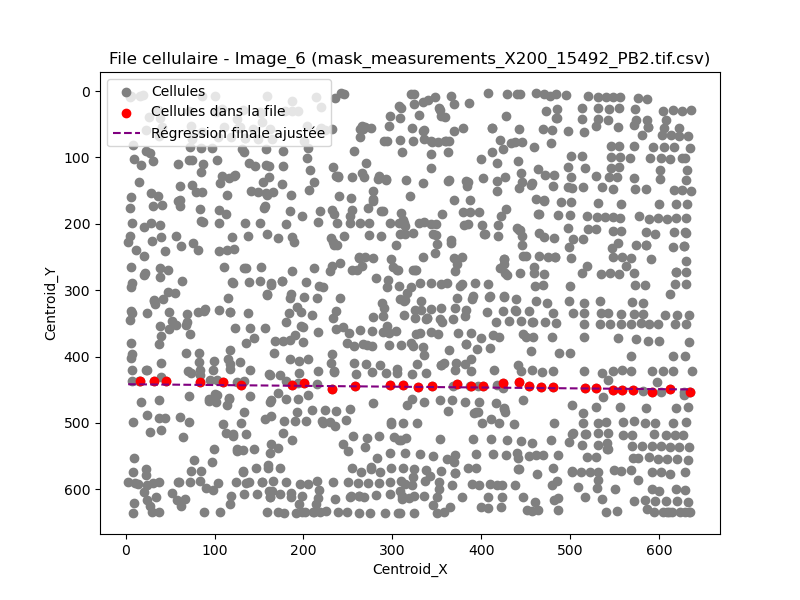 File cellulaire - Image_6 (mask_measurements_X200_15492_PB2.tif.csv)
Cellules
Cellules dans la file
Régression finale ajustée
0
100
200
300
400
500
600
Centroid_Y
0 100 200 300 400 500 600
Centroid_X